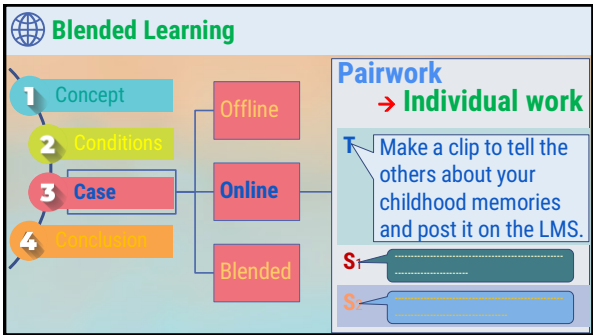 Blended Learning
1 Concept
2 Conditions
3 Case
4 Conclusion
Offline
Online
Blended
Pairwork
→ Individual work
T
Make a clip to tell the
others about your
childhood memories
and post it on the LMS.
S1
S2